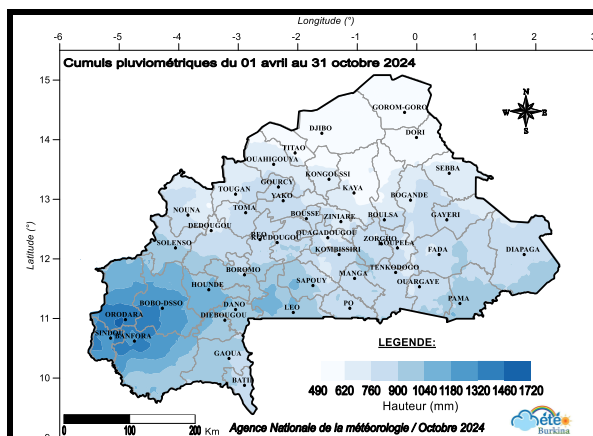 Longitude (°)
-6 -5 -4 -3 -2 -1 0 1 2
Cumuls pluviométriques du 01 avril au 31 octobre 2024
15
14
13
12
11
10
Latitude (°)
N
W E
S
GOROM-GORO
DJIBO
DORI
TITAO
OUAHIGOUYA
KONGOUSSI
SEBBA
TOUGAN
GOURCY
YAKO
KAYA
BOGANDE
NOUNA
TOMA
BOUSSE
ZINIARE
BOULSA
GAYERI
DEDOUGOU
REO
KOUDOUGOU
OUAGADOUGOU
ZORGHO
KOUPELA
SOLENSO
KOMBISSIRI
FADA
DIAPAGA
BOROMO
TENKODOGO
MANGA
HOUNDE
SAPOUY
OUARGAYE
BOBO-DSSO
DANO
LEO
PO
PAMA
ORODARA
DIEBOUGOU
SINDOU
BANFORA
GAOUA
BATIE
LEGENDE:
490 620 760 900 1040 1180 1320 1460 1720
Hauteur (mm)
0 100 200 Km
Agence Nationale de la météorologie / Octobre 2024
météo
Burkina